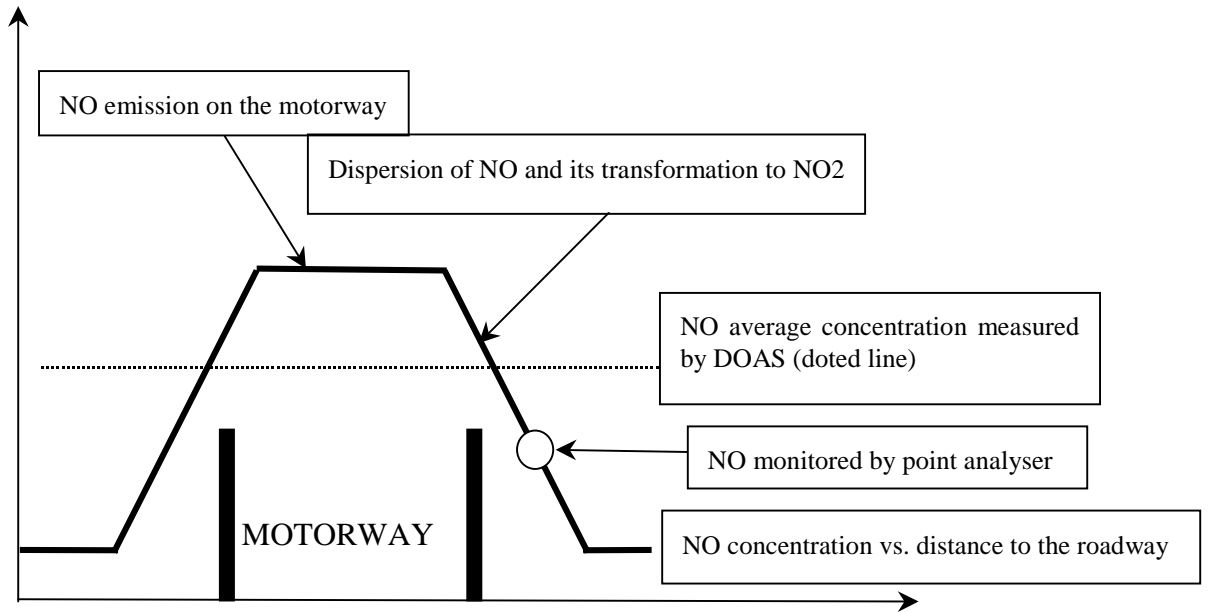 NO emission on the motorway
Dispersion of NO and its transformation to NO2
NO average concentration measured
by DOAS (doted line)
NO monitored by point analyser
MOTORWAY
NO concentration vs. distance to the roadway